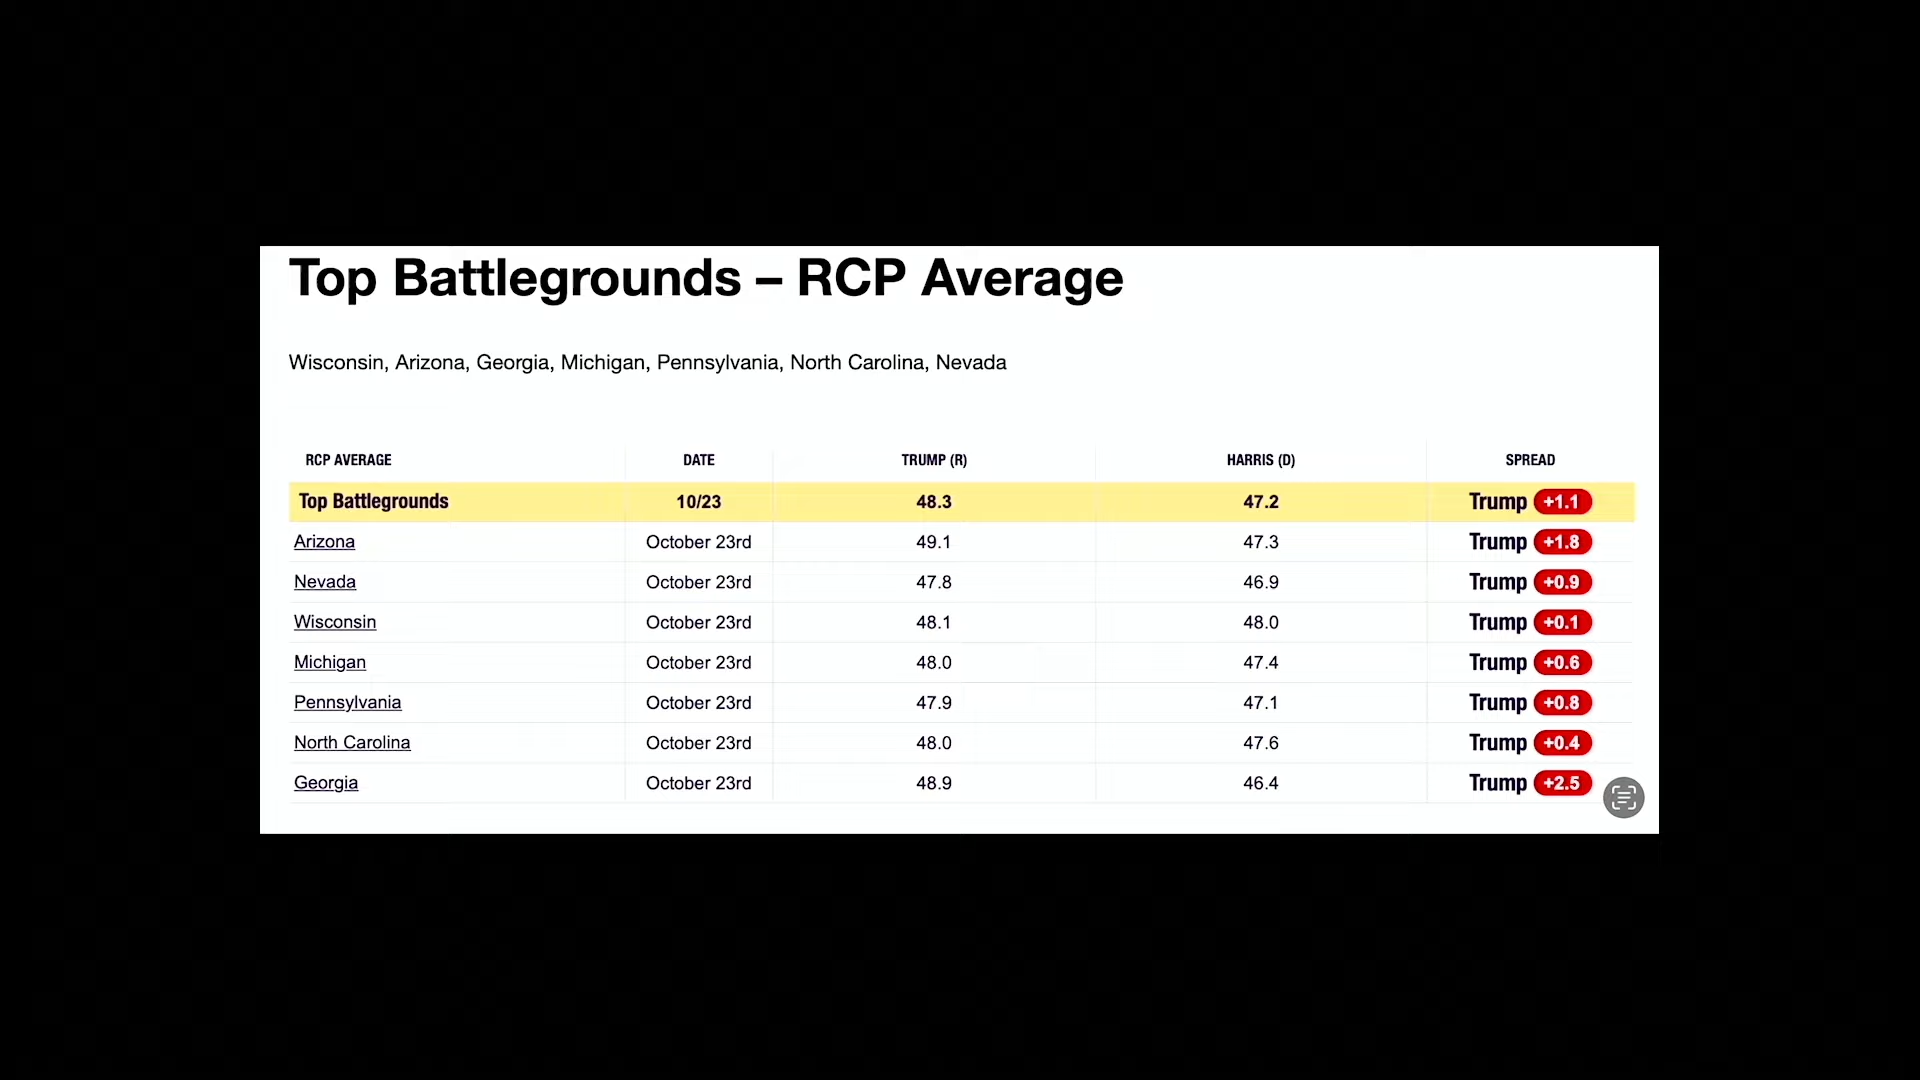 Top Battlegrounds – RCP Average
Wisconsin, Arizona, Georgia, Michigan, Pennsylvania, North Carolina, Nevada
RCP AVERAGE DATE TRUMP (R) HARRIS (D) SPREAD
Top Battlegrounds 10/23 48.3 47.2 Trump +1.1
Arizona October 23rd 49.1 47.3 Trump +1.8
Nevada October 23rd 47.8 46.9 Trump +0.9
Wisconsin October 23rd 48.1 48.0 Trump +0.1
Michigan October 23rd 48.0 47.4 Trump +0.6
Pennsylvania October 23rd 47.9 47.1 Trump +0.8
North Carolina October 23rd 48.0 47.6 Trump +0.4
Georgia October 23rd 48.9 46.4 Trump +2.5